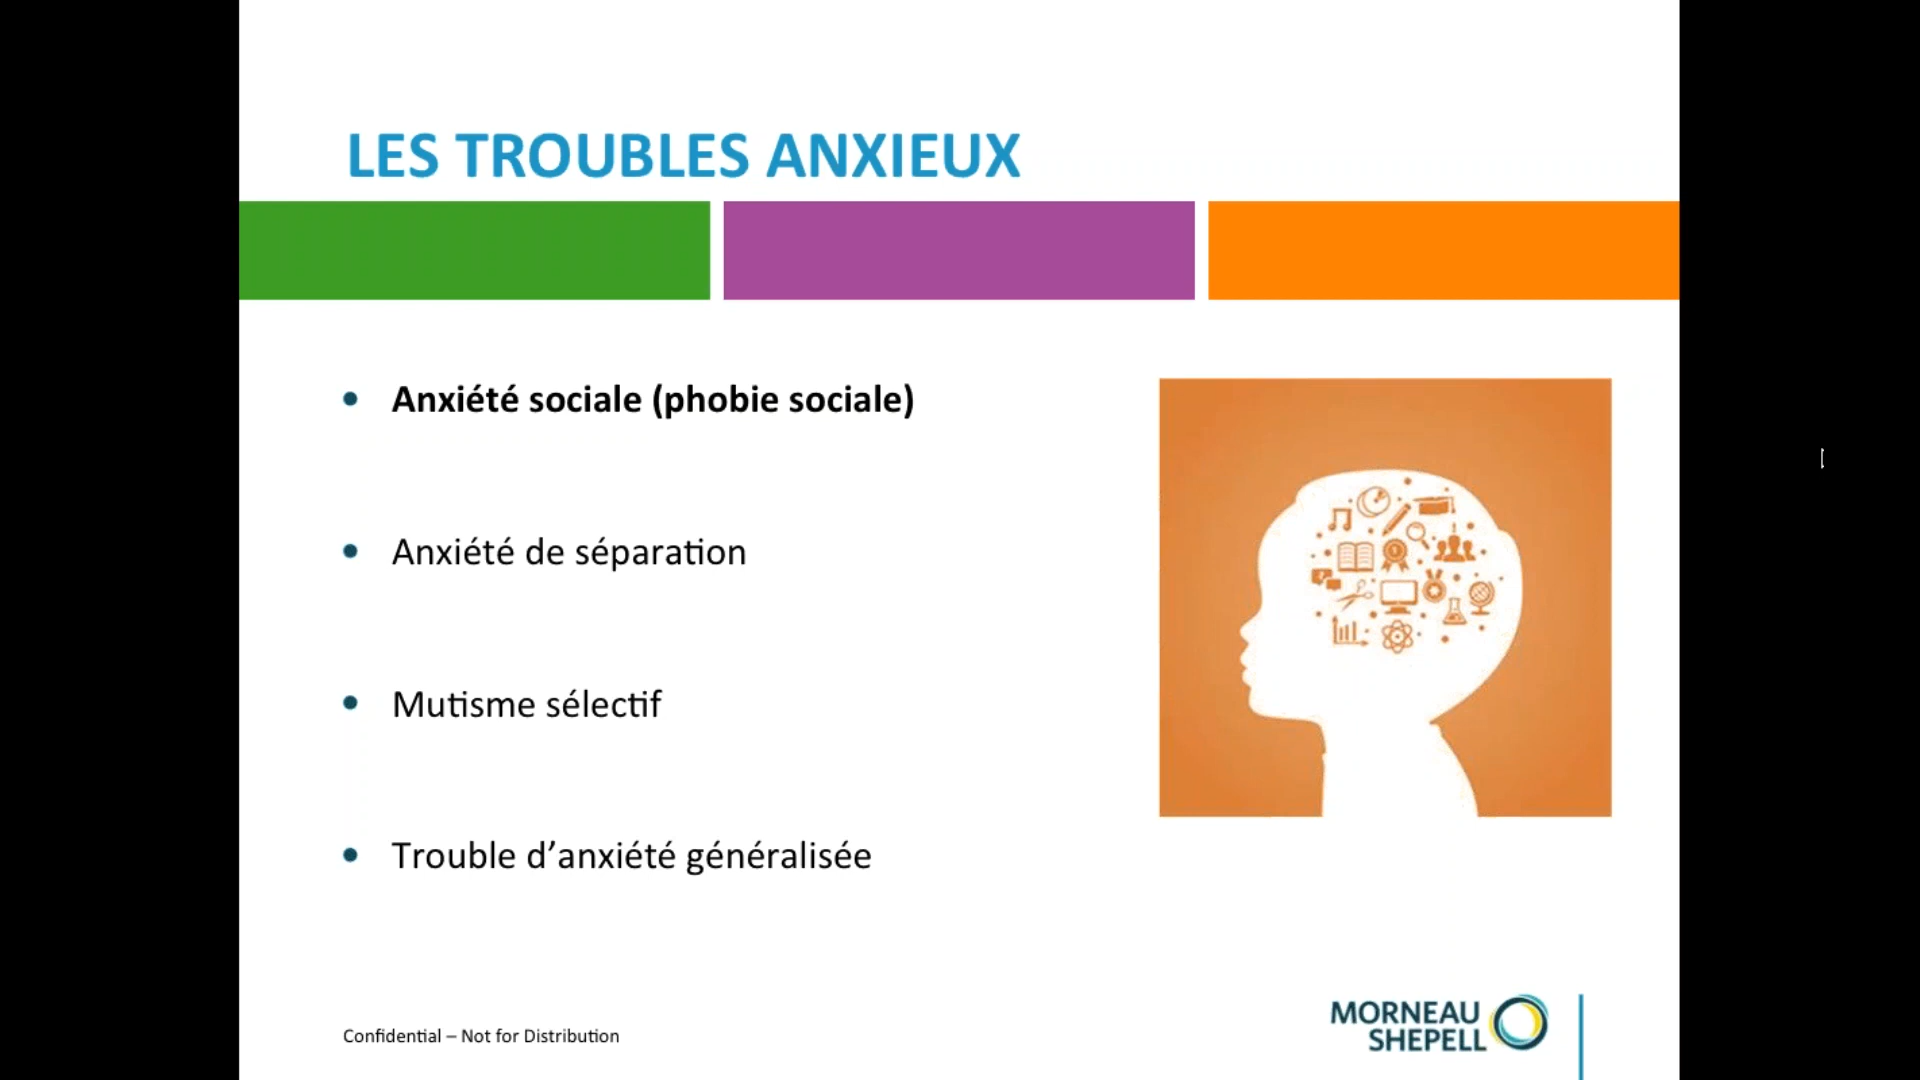 LES TROUBLES ANXIEUX
• Anxiété sociale (phobie sociale)
• Anxiété de séparation
• Mutisme sélectif
• Trouble d’anxiété généralisée
Confidential – Not for Distribution
MORNEAU
SHEPELL